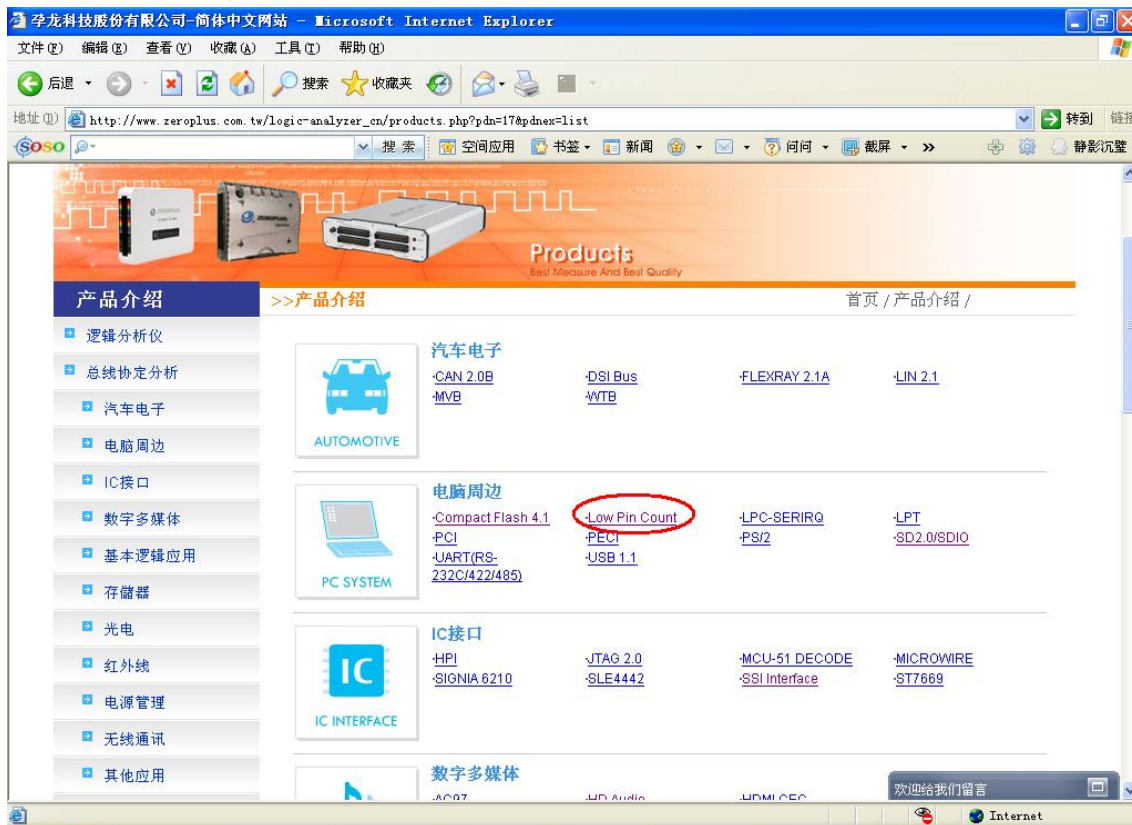 孕龙科技股份有限公司-简体中文网站 - Microsoft Internet Explorer
文件(F) 编辑(E) 查看(V) 收藏(A) 工具(T) 帮助(H)
后退 搜索 收藏夹
地址(D) http://www.zeroplus.com.tw/logic-analyzer_cn/products.php?pdn=17&pdnex=list 转到 链接
SOSO 搜 索 空间应用 书签 新闻 问问 截屏 » 静影沉璧
Products
Best Measure And Best Quality
产品介绍
>>产品介绍 首页 / 产品介绍 /
逻辑分析仪
总线协定分析
汽车电子
电脑周边
IC接口
数字多媒体
基本逻辑应用
存储器
光电
红外线
电源管理
无线通讯
其他应用
AUTOMOTIVE
汽车电子
·CAN 2.0B ·DSI Bus ·FLEXRAY 2.1A ·LIN 2.1
·MVB ·WTB
PC SYSTEM
电脑周边
·Compact Flash 4.1 ·Low Pin Count ·LPC-SERIRQ ·LPT
·PCI ·PECI ·PS/2 ·SD2.0/SDIO
·UART(RS-232C/422/485) ·USB 1.1
IC
IC INTERFACE
IC接口
·HPI ·JTAG 2.0 ·MCU-51 DECODE ·MICROWIRE
·SIGNIA 6210 ·SLE4442 ·SSI Interface ·ST7669
数字多媒体
·AC97 ·HD Audio ·HDMI CEC
欢迎给我们留言
Internet